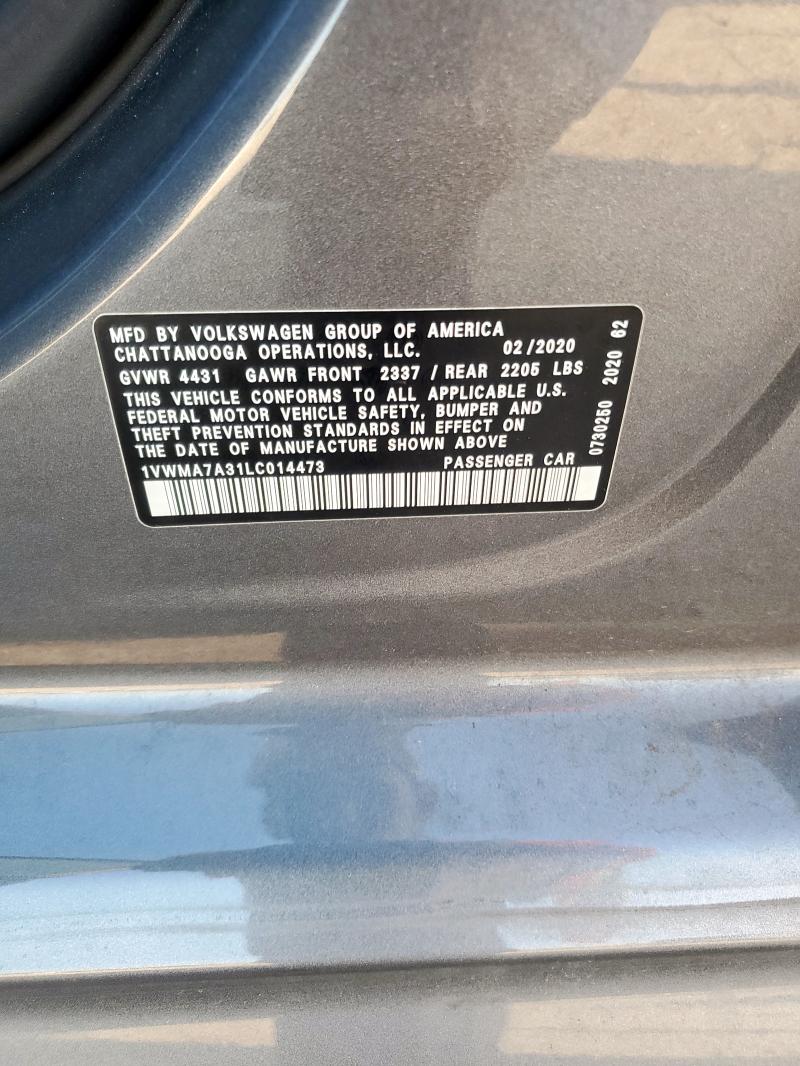 MFD BY VOLKSWAGEN GROUP OF AMERICA
CHATTANOOGA OPERATIONS, LLC. 02/2020
GVWR 4431 GAWR FRONT 2337 / REAR 2205 LBS
THIS VEHICLE CONFORMS TO ALL APPLICABLE U.S.
FEDERAL MOTOR VEHICLE SAFETY, BUMPER AND
THEFT PREVENTION STANDARDS IN EFFECT ON
THE DATE OF MANUFACTURE SHOWN ABOVE
1VWMA7A31LC014473 PASSENGER CAR
0730250 2020 62